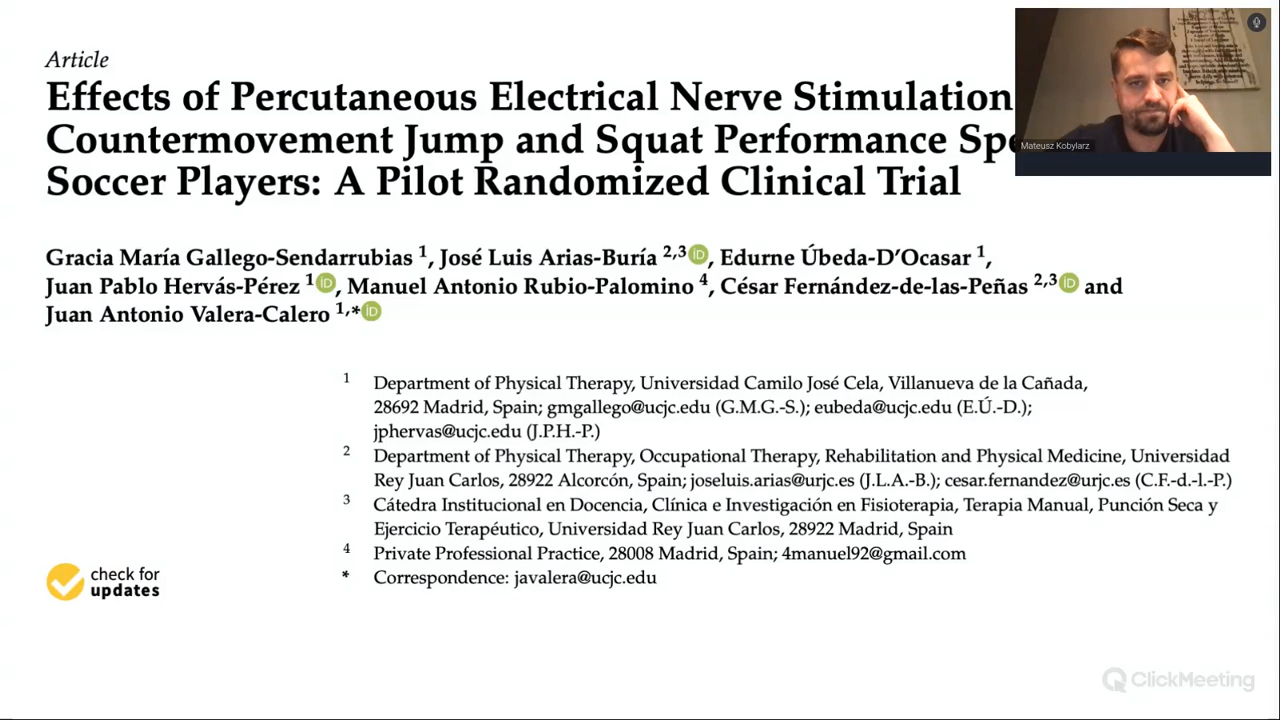 Article
Effects of Percutaneous Electrical Nerve Stimulation
Countermovement Jump and Squat Performance
Soccer Players: A Pilot Randomized Clinical Trial
Mateusz Kobylarz
Gracia María Gallego-Sendarrubias 1, José Luis Arias-Buría 2,3 iD, Edurne Úbeda-D’Ocasar 1,
Juan Pablo Hervás-Pérez 1 iD, Manuel Antonio Rubio-Palomino 4, César Fernández-de-las-Peñas 2,3 iD and
Juan Antonio Valera-Calero 1,* iD
1 Department of Physical Therapy, Universidad Camilo José Cela, Villanueva de la Cañada,
28692 Madrid, Spain; gmgallego@ucjc.edu (G.M.G.-S.); eubeda@ucjc.edu (E.Ú.-D.);
jphervas@ucjc.edu (J.P.H.-P.)
2 Department of Physical Therapy, Occupational Therapy, Rehabilitation and Physical Medicine, Universidad
Rey Juan Carlos, 28922 Alcorcón, Spain; joseluis.arias@urjc.es (J.L.A.-B.); cesar.fernandez@urjc.es (C.F.-d.-l.-P.)
3 Cátedra Institucional en Docencia, Clínica e Investigación en Fisioterapia, Terapia Manual, Punción Seca y
Ejercicio Terapéutico, Universidad Rey Juan Carlos, 28922 Madrid, Spain
4 Private Professional Practice, 28008 Madrid, Spain; 4manuel92@gmail.com
* Correspondence: javalera@ucjc.edu
check for
updates
ClickMeeting